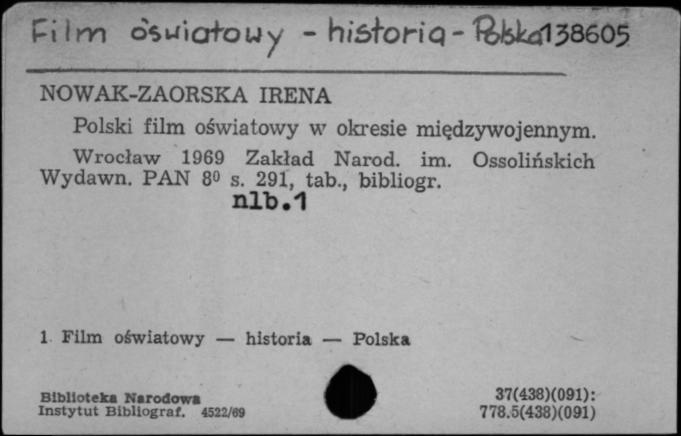 Film oświatowy - historia - Polska 138605
NOWAK-ZAORSKA IRENA
Polski film oświatowy w okresie międzywojennym.
Wrocław 1969 Zakład Narod. im. Ossolińskich
Wydawn. PAN 8⁰ s. 291, tab., bibliogr.
nlb.1
1. Film oświatowy — historia — Polska
Biblioteka Narodowa
Instytut Bibliograf. 4522/69
37(438)(091):
778.5(438)(091)